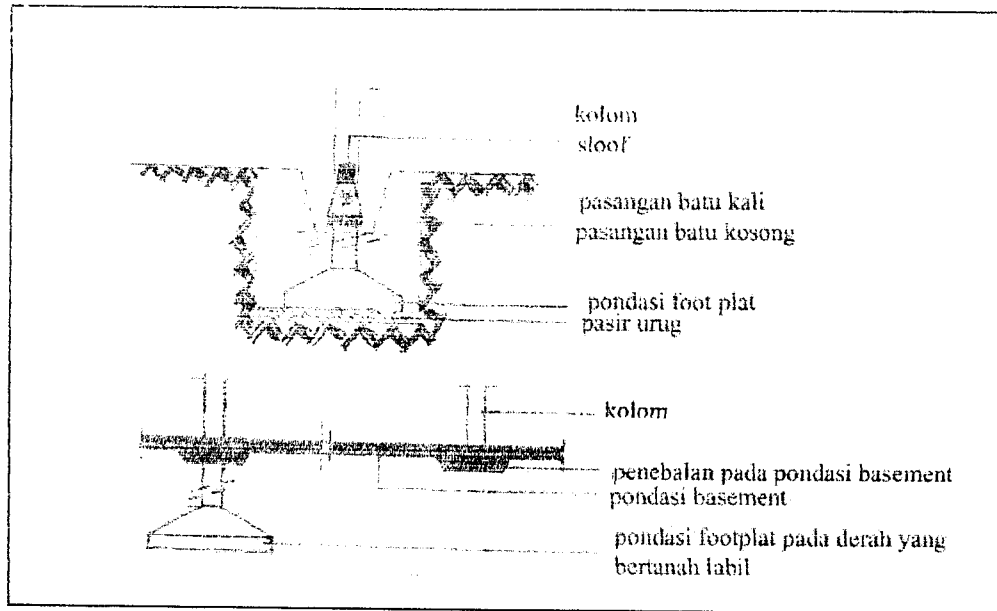 kolom
sloof
pasangan batu kali
pasangan batu kosong
pondasi foot plat
pasir urug
kolom
penebalan pada pondasi basement
pondasi basement
pondasi footplat pada derah yang
bertanah labil